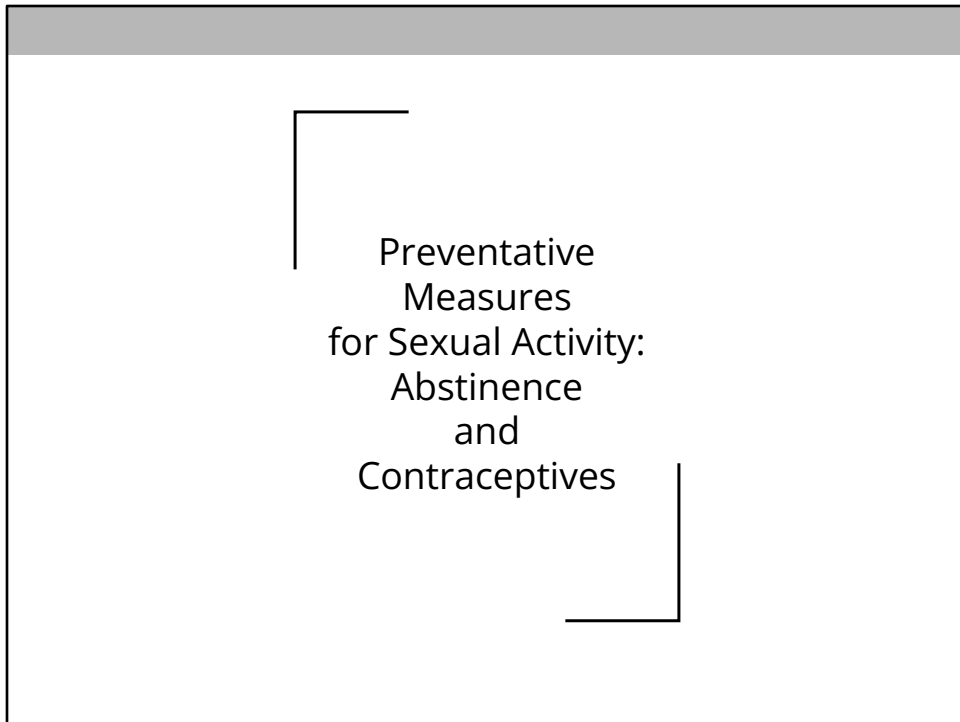 Preventative
Measures
for Sexual Activity:
Abstinence
and
Contraceptives